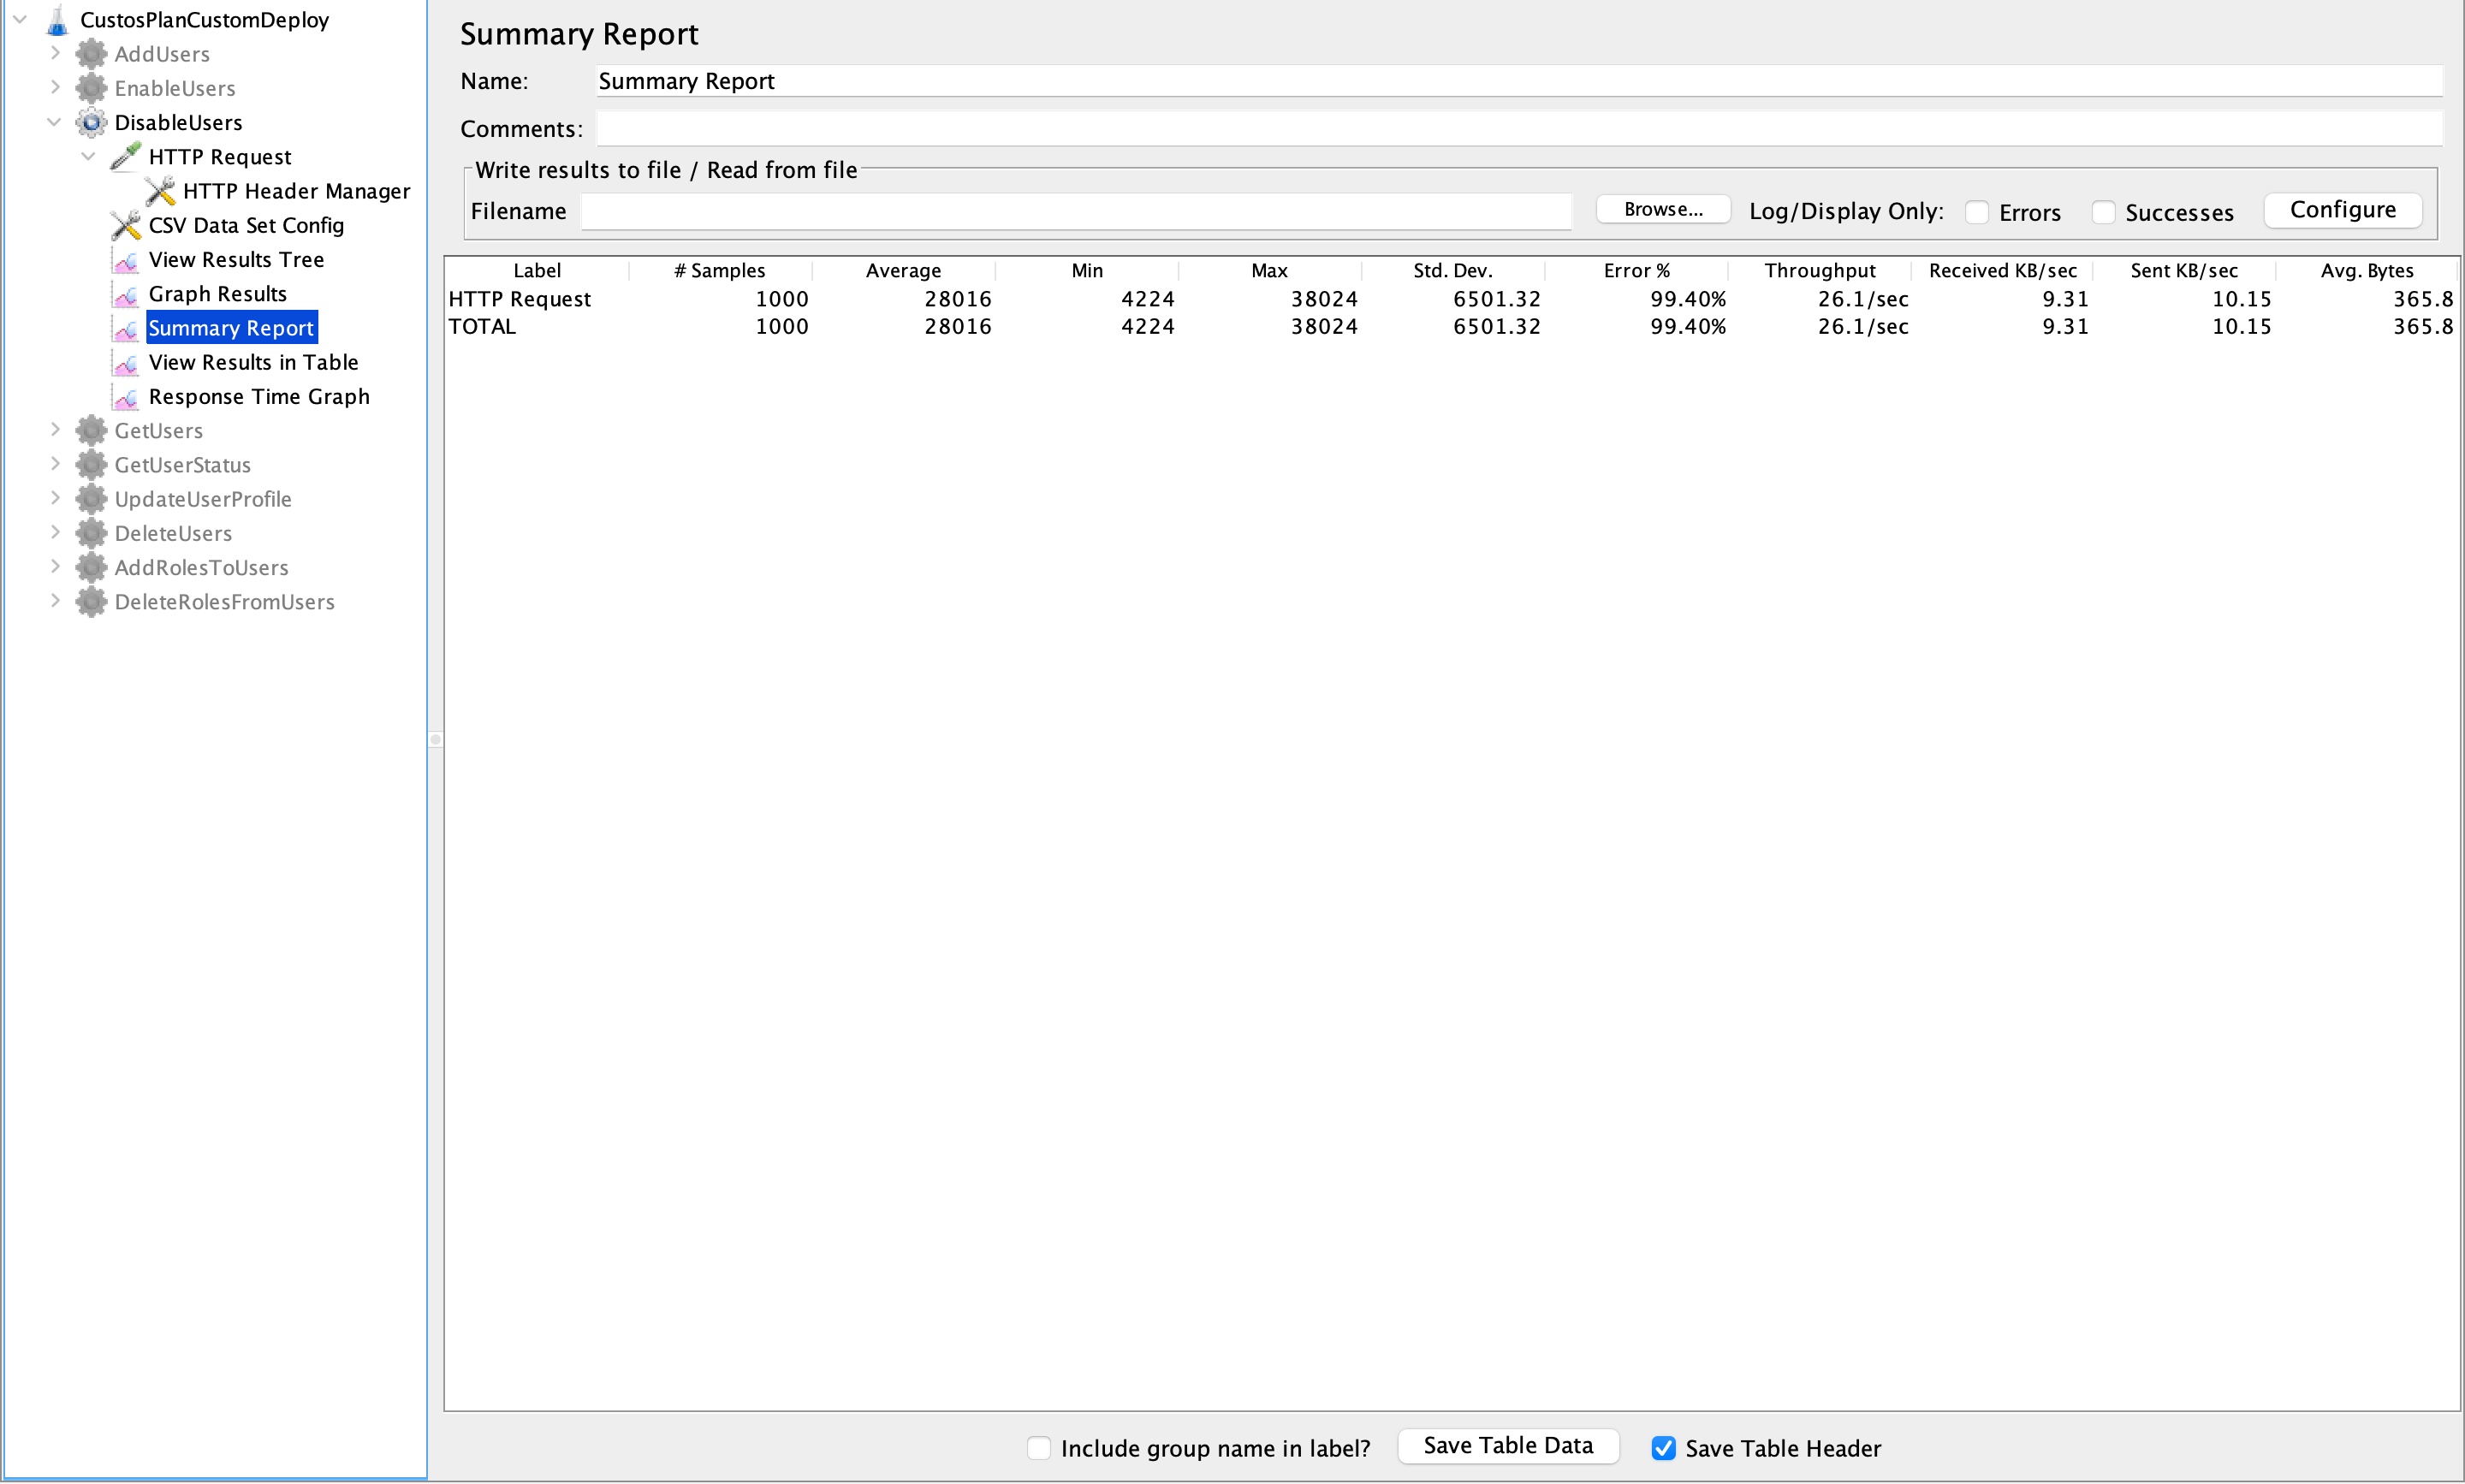 CustosPlanCustomDeploy
AddUsers
EnableUsers
DisableUsers
HTTP Request
HTTP Header Manager
CSV Data Set Config
View Results Tree
Graph Results
Summary Report
View Results in Table
Response Time Graph
GetUsers
GetUserStatus
UpdateUserProfile
DeleteUsers
AddRolesToUsers
DeleteRolesFromUsers
Summary Report
Name: Summary Report
Comments:
Write results to file / Read from file
Filename Browse... Log/Display Only: Errors Successes Configure
Label # Samples Average Min Max Std. Dev. Error % Throughput Received KB/sec Sent KB/sec Avg. Bytes
HTTP Request 1000 28016 4224 38024 6501.32 99.40% 26.1/sec 9.31 10.15 365.8
TOTAL 1000 28016 4224 38024 6501.32 99.40% 26.1/sec 9.31 10.15 365.8
Include group name in label? Save Table Data Save Table Header